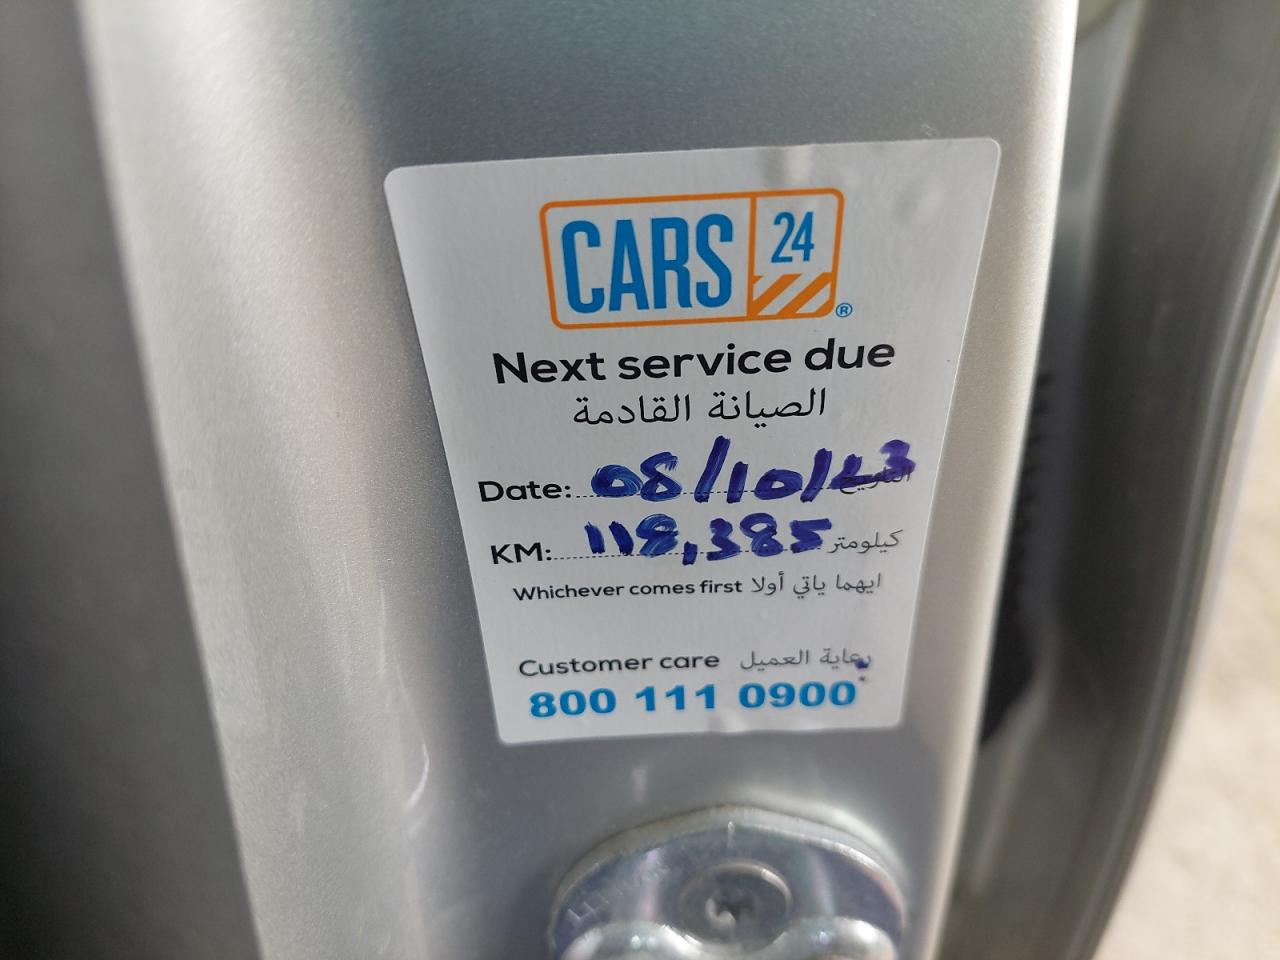 CARS 24 ®
Next service due
الصيانة القادمة
Date: 08/10/23 التاريخ
KM: 118,385 كيلومتر
Whichever comes first ايهما ياتي أولا
Customer care رعاية العميل
800 111 0900